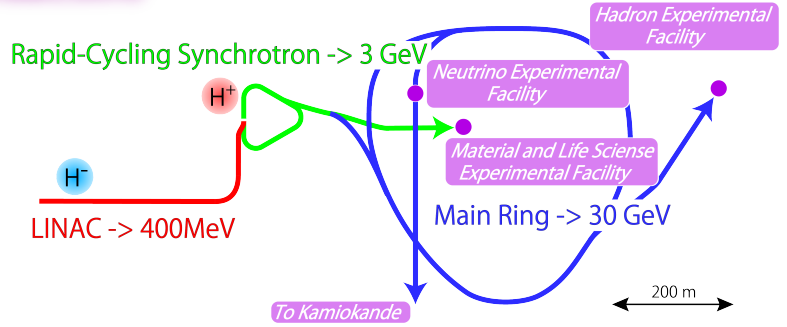 Hadron Experimental
Facility
Rapid-Cycling Synchrotron -> 3 GeV
Neutrino Experimental
Facility
H+
Material and Life Sciense
Experimental Facility
H−
Main Ring -> 30 GeV
LINAC -> 400MeV
200 m
To Kamiokande